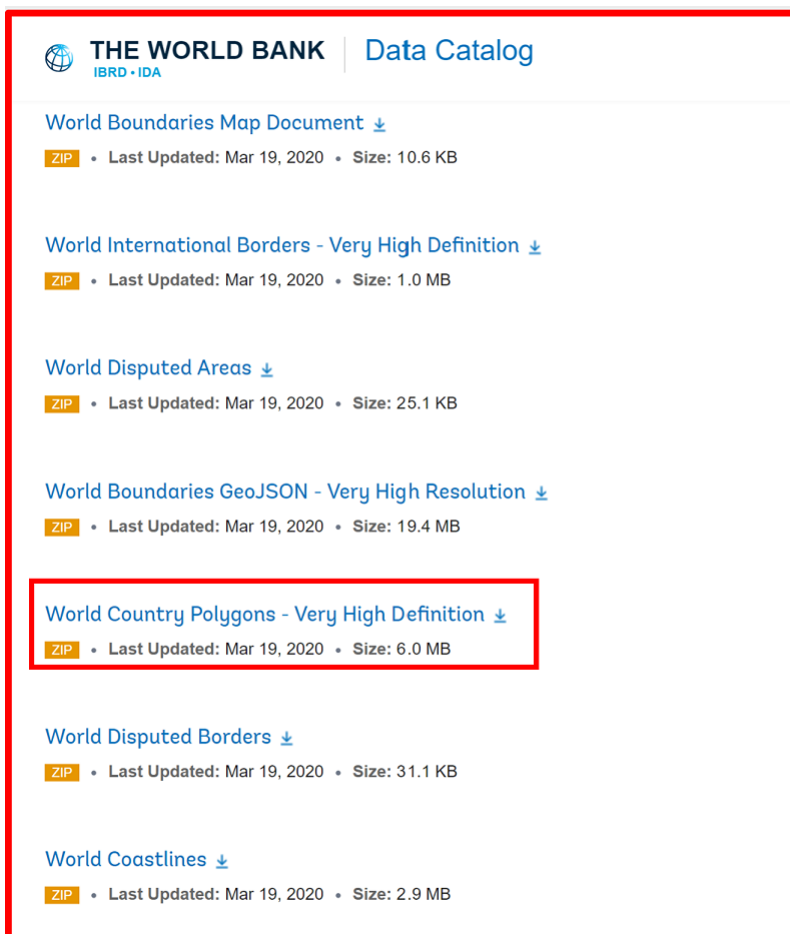 THE WORLD BANK
IBRD • IDA
Data Catalog
World Boundaries Map Document
ZIP • Last Updated: Mar 19, 2020 • Size: 10.6 KB
World International Borders - Very High Definition
ZIP • Last Updated: Mar 19, 2020 • Size: 1.0 MB
World Disputed Areas
ZIP • Last Updated: Mar 19, 2020 • Size: 25.1 KB
World Boundaries GeoJSON - Very High Resolution
ZIP • Last Updated: Mar 19, 2020 • Size: 19.4 MB
World Country Polygons - Very High Definition
ZIP • Last Updated: Mar 19, 2020 • Size: 6.0 MB
World Disputed Borders
ZIP • Last Updated: Mar 19, 2020 • Size: 31.1 KB
World Coastlines
ZIP • Last Updated: Mar 19, 2020 • Size: 2.9 MB